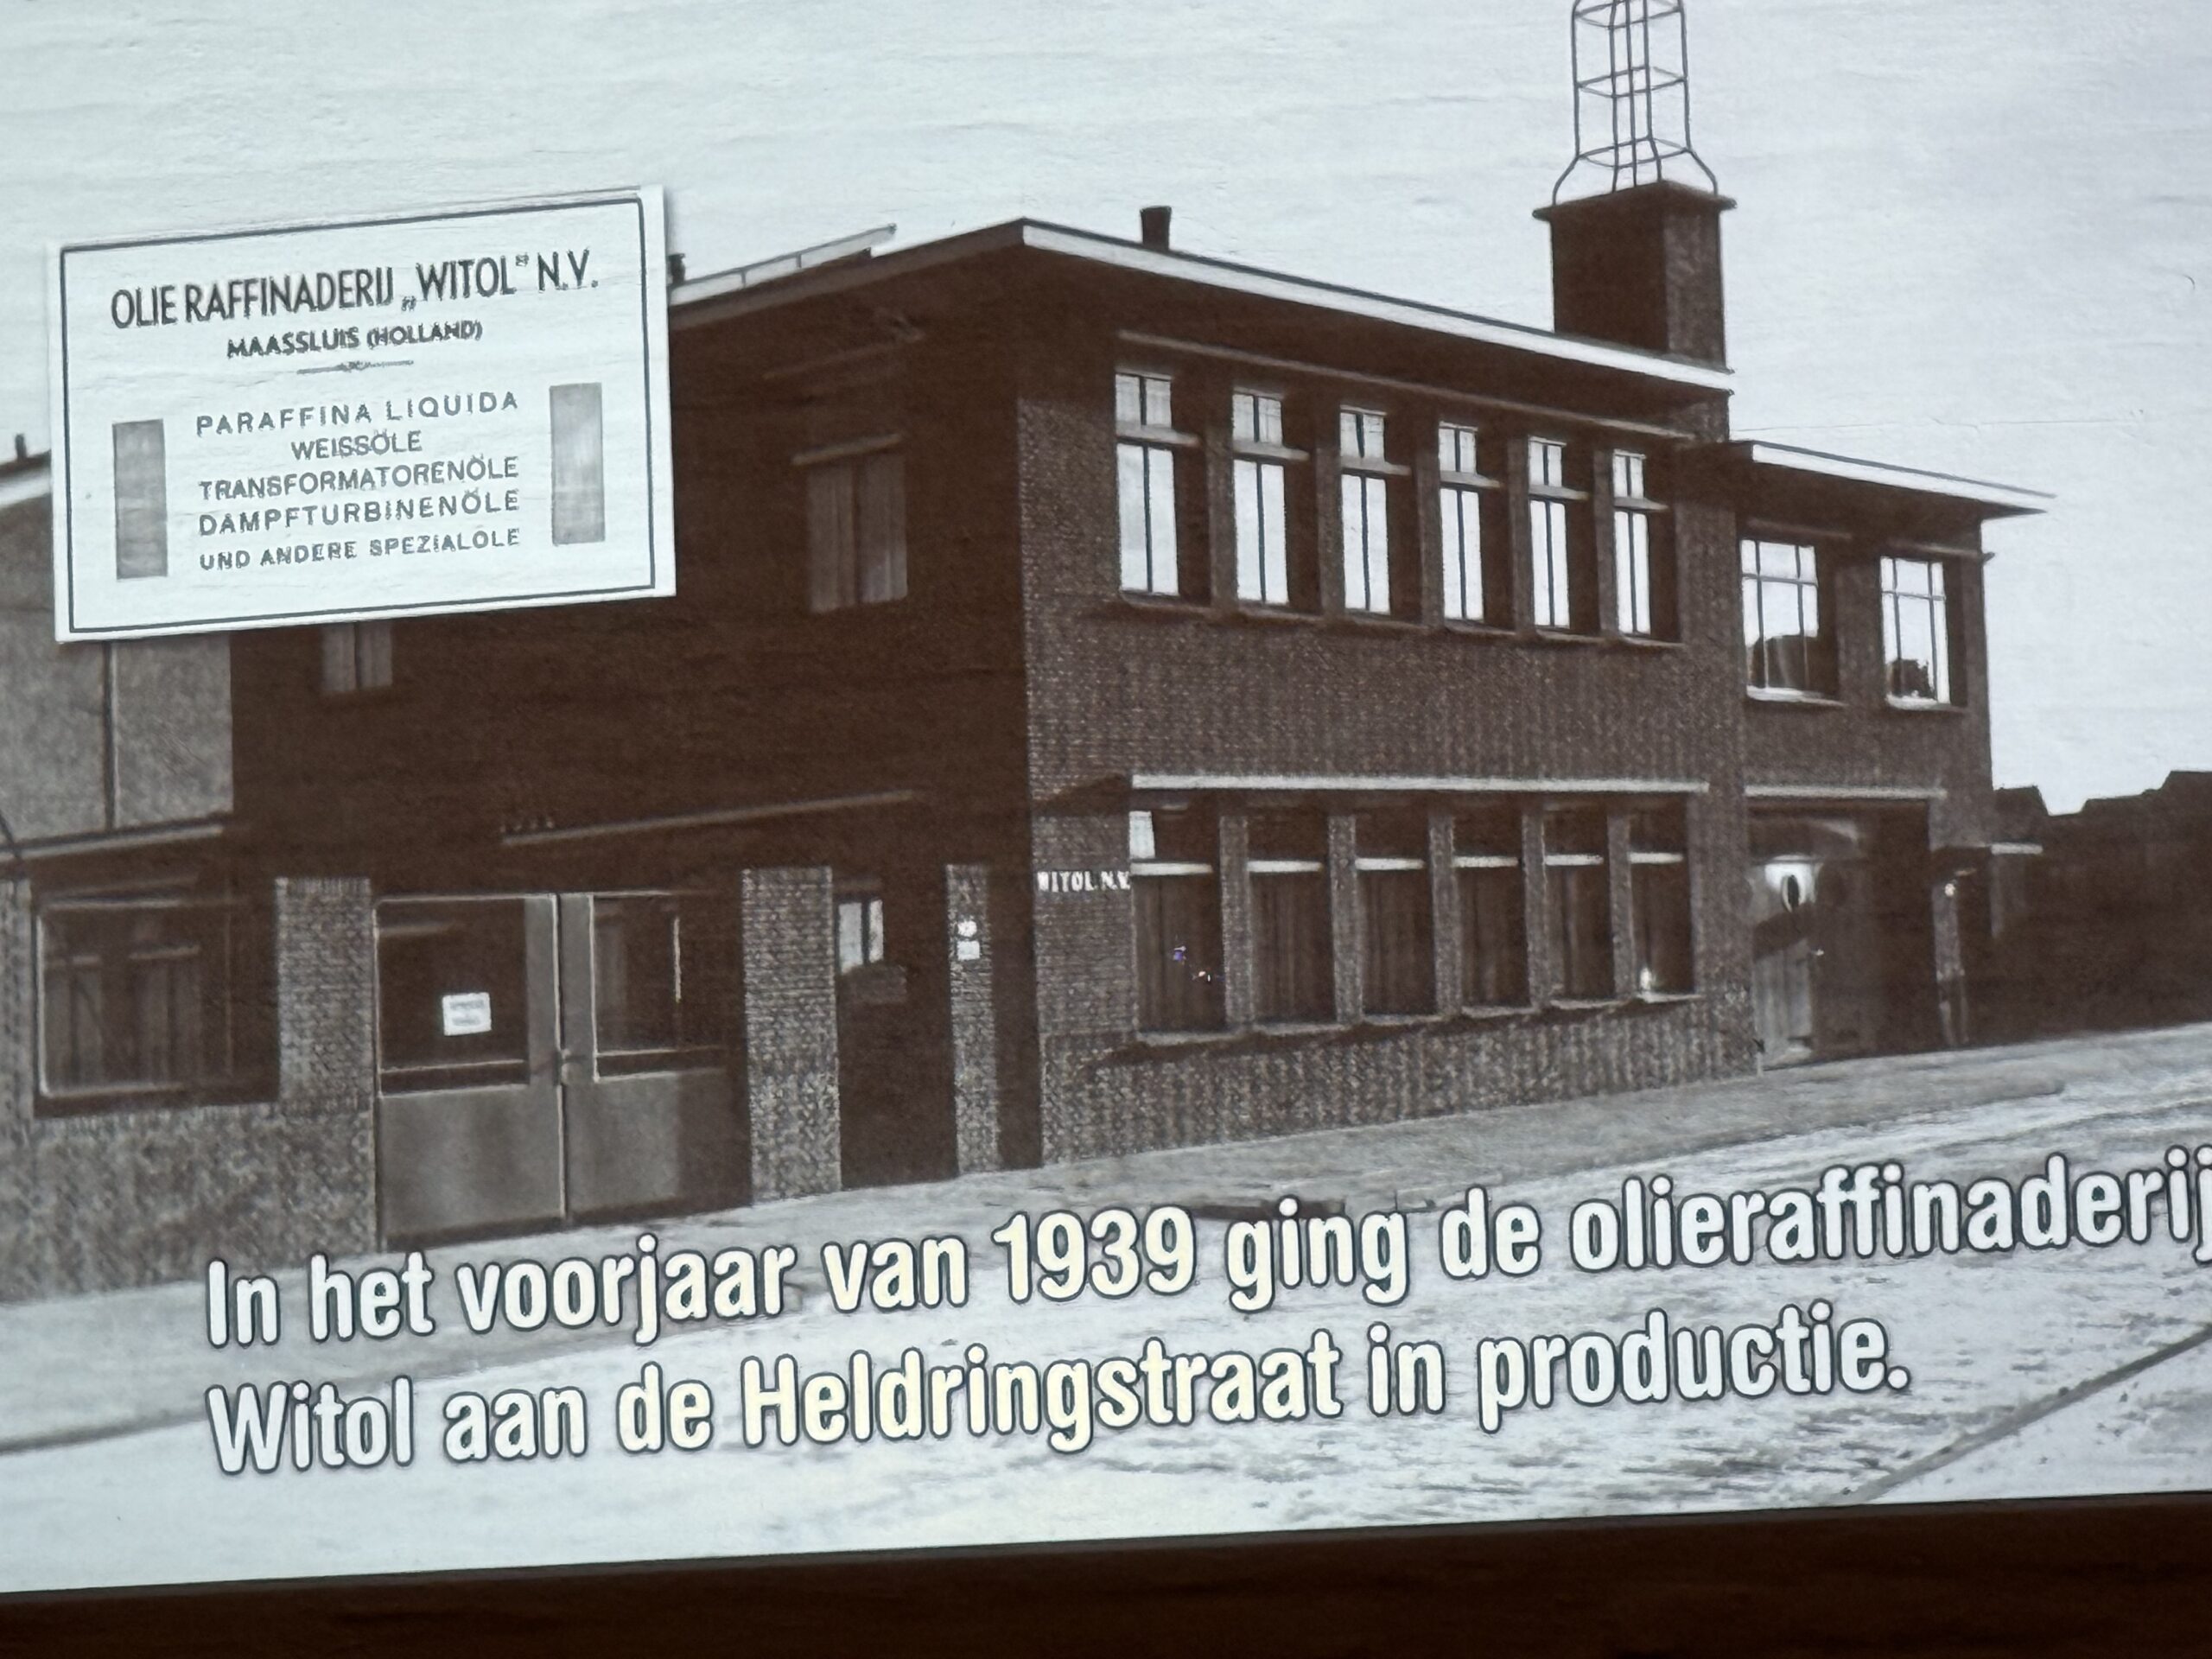 OLIE RAFFINADERIJ „WITOL” N.V.
MAASSLUIS (HOLLAND)
PARAFFINA LIQUIDA
WEISSÖLE
TRANSFORMATORENÖLE
DAMPFTURBINENÖLE
UND ANDERE SPEZIALOLE
WITOL N.V.
In het voorjaar van 1939 ging de olieraffinaderij
Witol aan de Heldringstraat in productie.